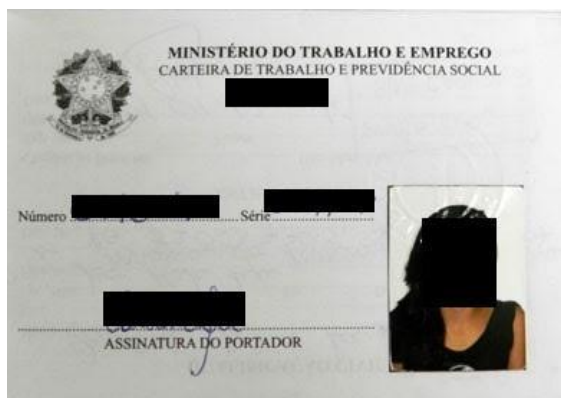 MINISTÉRIO DO TRABALHO E EMPREGO
CARTEIRA DE TRABALHO E PREVIDÊNCIA SOCIAL
Número Série
ASSINATURA DO PORTADOR